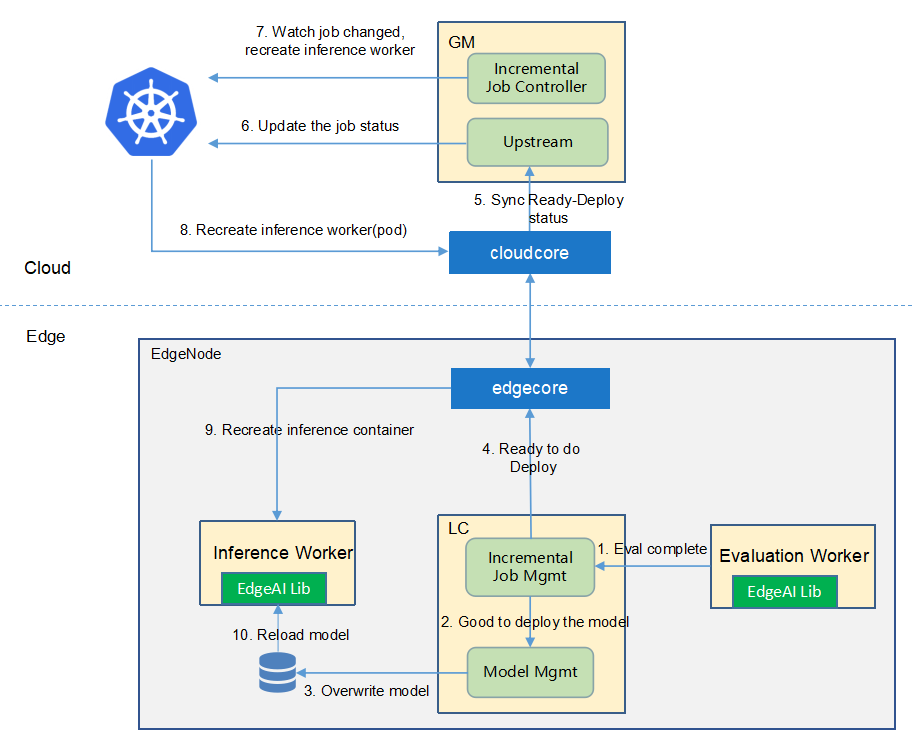 7. Watch job changed,
recreate inference worker
GM
Incremental
Job Controller
6. Update the job status
Upstream
5. Sync Ready-Deploy
status
8. Recreate inference worker(pod)
cloudcore
Cloud
Edge
EdgeNode
edgecore
9. Recreate inference container
4. Ready to do
Deploy
LC
Inference Worker
EdgeAI Lib
Incremental
Job Mgmt
1. Eval complete
Evaluation Worker
EdgeAI Lib
2. Good to deploy the model
10. Reload model
Model Mgmt
3. Overwrite model